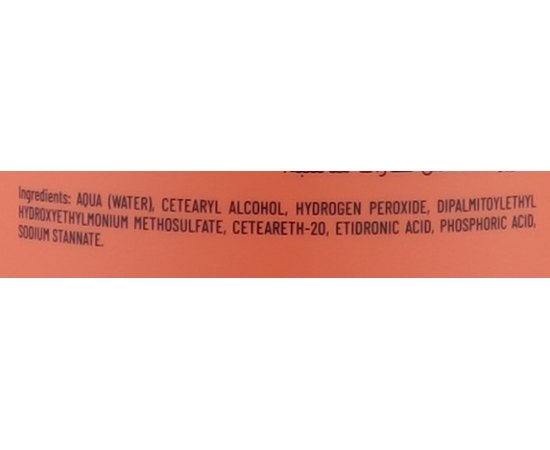 Ingredients: AQUA (WATER), CETEARYL ALCOHOL, HYDROGEN PEROXIDE, DIPALMITOYLETHYL
HYDROXYETHYLMONIUM METHOSULFATE, CETEARETH-20, ETIDRONIC ACID, PHOSPHORIC ACID,
SODIUM STANNATE.